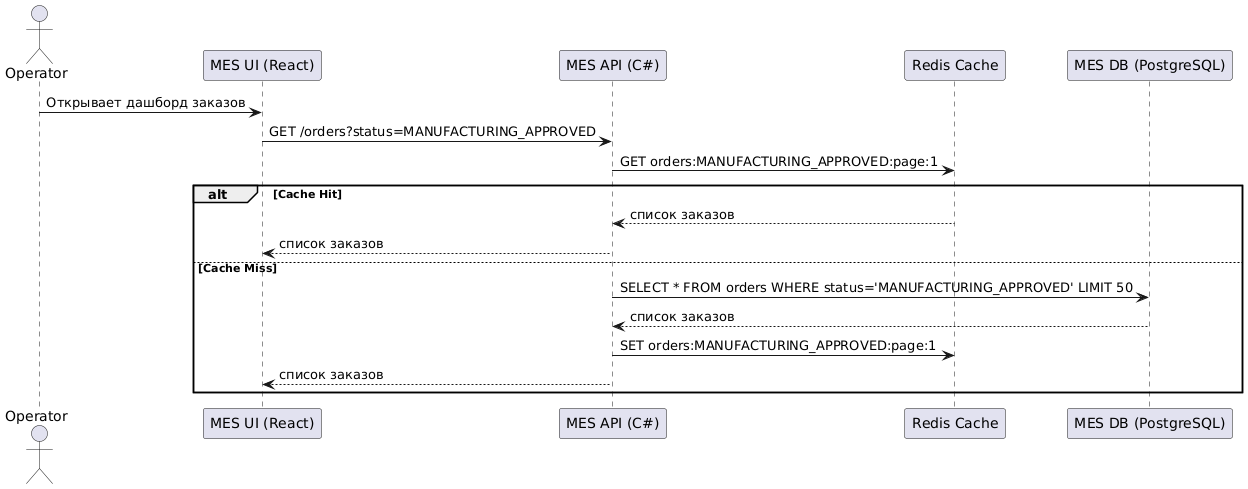 Operator
MES UI (React)
MES API (C#)
Redis Cache
MES DB (PostgreSQL)
Открывает дашборд заказов
GET /orders?status=MANUFACTURING_APPROVED
GET orders:MANUFACTURING_APPROVED:page:1
alt
[Cache Hit]
список заказов
список заказов
[Cache Miss]
SELECT * FROM orders WHERE status='MANUFACTURING_APPROVED' LIMIT 50
список заказов
SET orders:MANUFACTURING_APPROVED:page:1
список заказов
Operator
MES UI (React)
MES API (C#)
Redis Cache
MES DB (PostgreSQL)